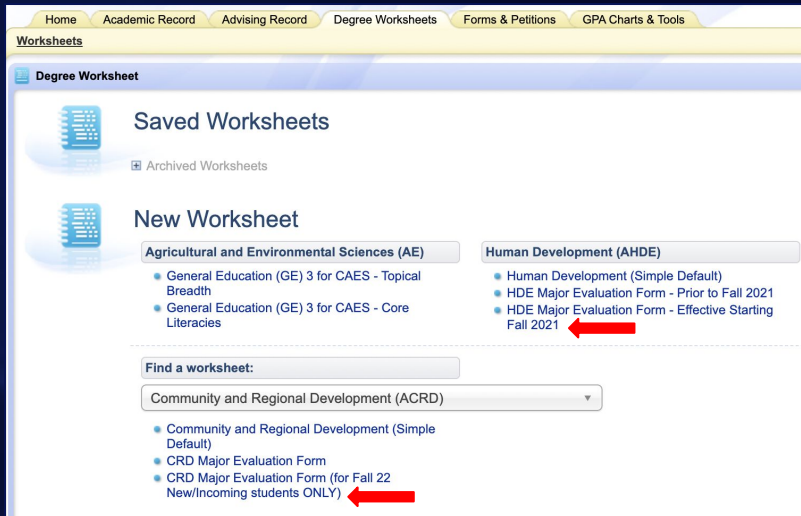 Home Academic Record Advising Record Degree Worksheets Forms & Petitions GPA Charts & Tools
Worksheets
Degree Worksheet
Saved Worksheets
Archived Worksheets
New Worksheet
Agricultural and Environmental Sciences (AE)
General Education (GE) 3 for CAES - Topical
Breadth
General Education (GE) 3 for CAES - Core
Literacies
Human Development (AHDE)
Human Development (Simple Default)
HDE Major Evaluation Form - Prior to Fall 2021
HDE Major Evaluation Form - Effective Starting
Fall 2021
Find a worksheet:
Community and Regional Development (ACRD)
Community and Regional Development (Simple
Default)
CRD Major Evaluation Form
CRD Major Evaluation Form (for Fall 22
New/Incoming students ONLY)